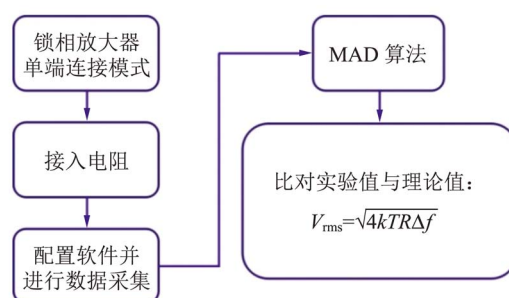 锁相放大器
单端连接模式
接入电阻
配置软件并
进行数据采集
MAD 算法
比对实验值与理论值：
Vrms=√4kTRΔf